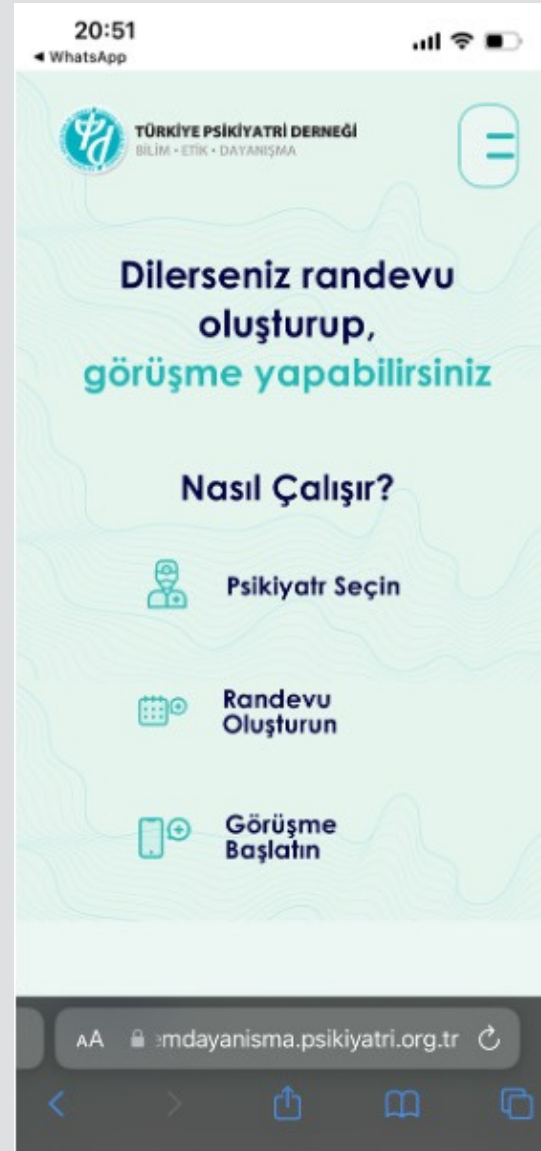 20:51
◄ WhatsApp
TÜRKİYE PSİKİYATRİ DERNEĞİ
BİLİM • ETİK • DAYANIŞMA
Dilerseniz randevu
oluşturup,
görüşme yapabilirsiniz
Nasıl Çalışır?
Psikiyatr Seçin
Randevu
Oluşturun
Görüşme
Başlatın
AA
mdayanisma.psikiyatri.org.tr